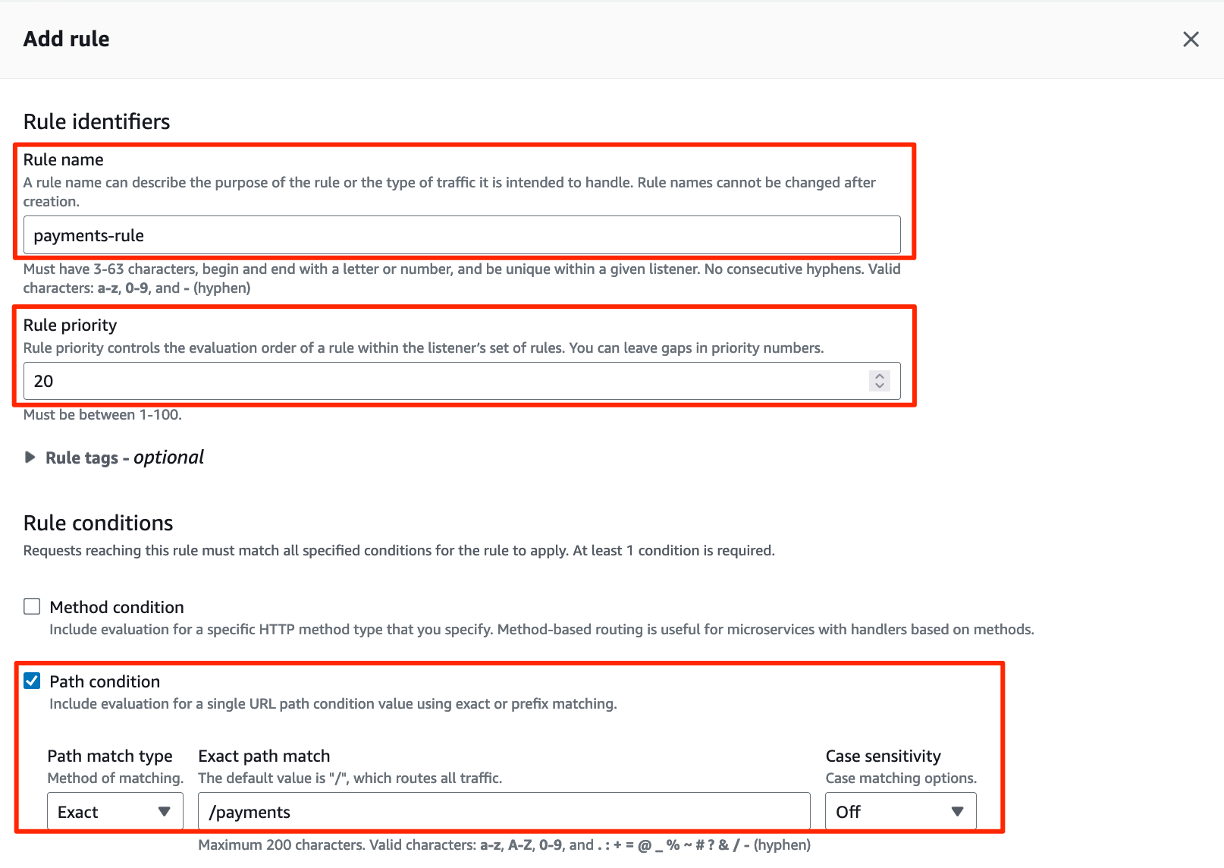 Add rule
Rule identifiers
Rule name
A rule name can describe the purpose of the rule or the type of traffic it is intended to handle. Rule names cannot be changed after
creation.
payments-rule
Must have 3-63 characters, begin and end with a letter or number, and be unique within a given listener. No consecutive hyphens. Valid
characters: a-z, 0-9, and - (hyphen)
Rule priority
Rule priority controls the evaluation order of a rule within the listener’s set of rules. You can leave gaps in priority numbers.
20
Must be between 1-100.
Rule tags - optional
Rule conditions
Requests reaching this rule must match all specified conditions for the rule to apply. At least 1 condition is required.
Method condition
Include evaluation for a specific HTTP method type that you specify. Method-based routing is useful for microservices with handlers based on methods.
Path condition
Include evaluation for a single URL path condition value using exact or prefix matching.
Path match type Exact path match Case sensitivity
Method of matching. The default value is "/", which routes all traffic. Case matching options.
Exact /payments Off
Maximum 200 characters. Valid characters: a-z, A-Z, 0-9, and . : + = @ _ % ~ # ? & / - (hyphen)